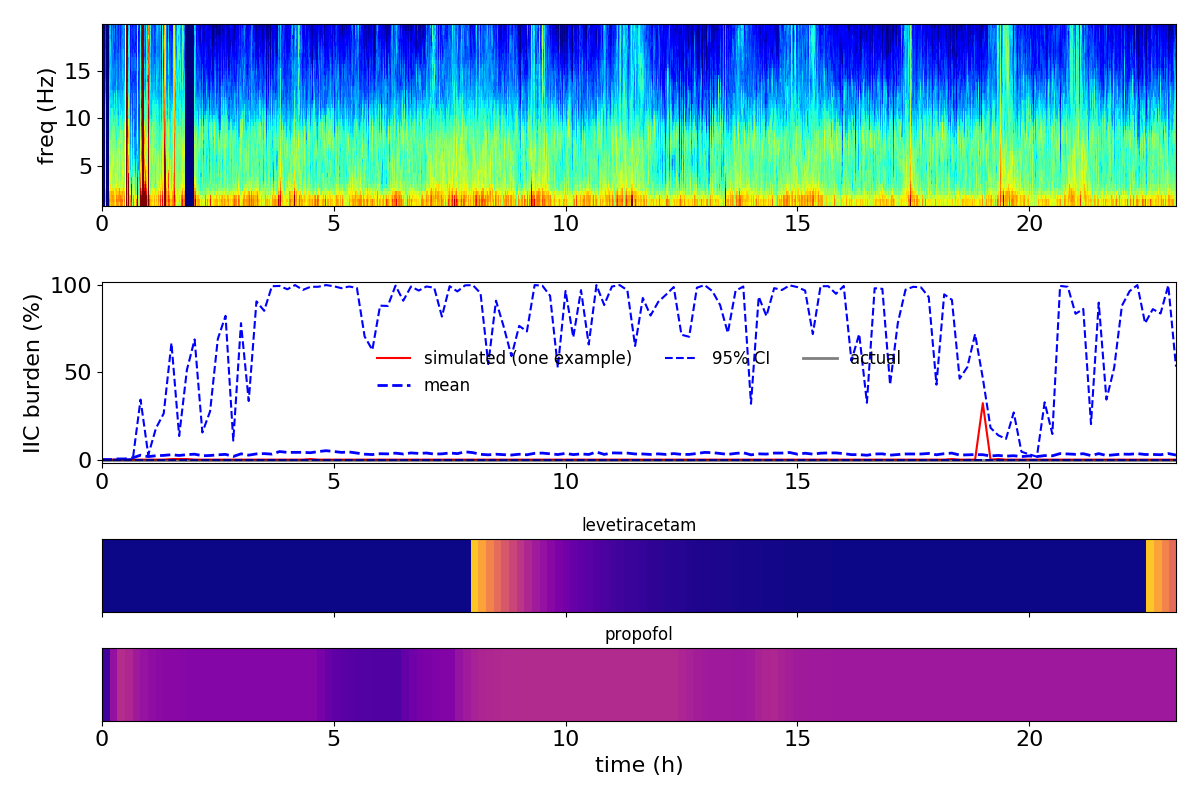 freq (Hz)
15
10
5
0 5 10 15 20
IIC burden (%)
100
50
0
simulated (one example) 95% CI actual
mean
0 5 10 15 20
levetiracetam
propofol
0 5 10 15 20
time (h)